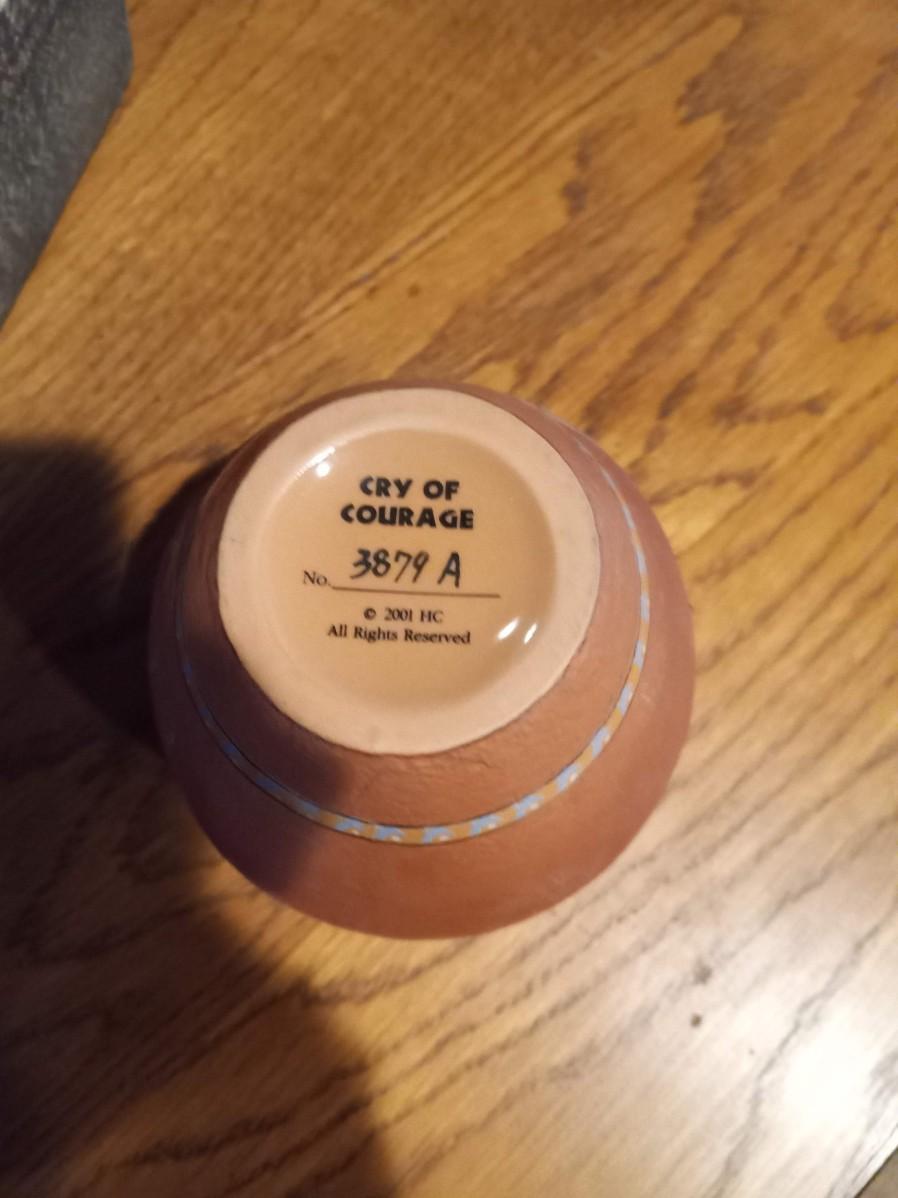 CRY OF
COURAGE
No. 3879 A
© 2001 HC
All Rights Reserved